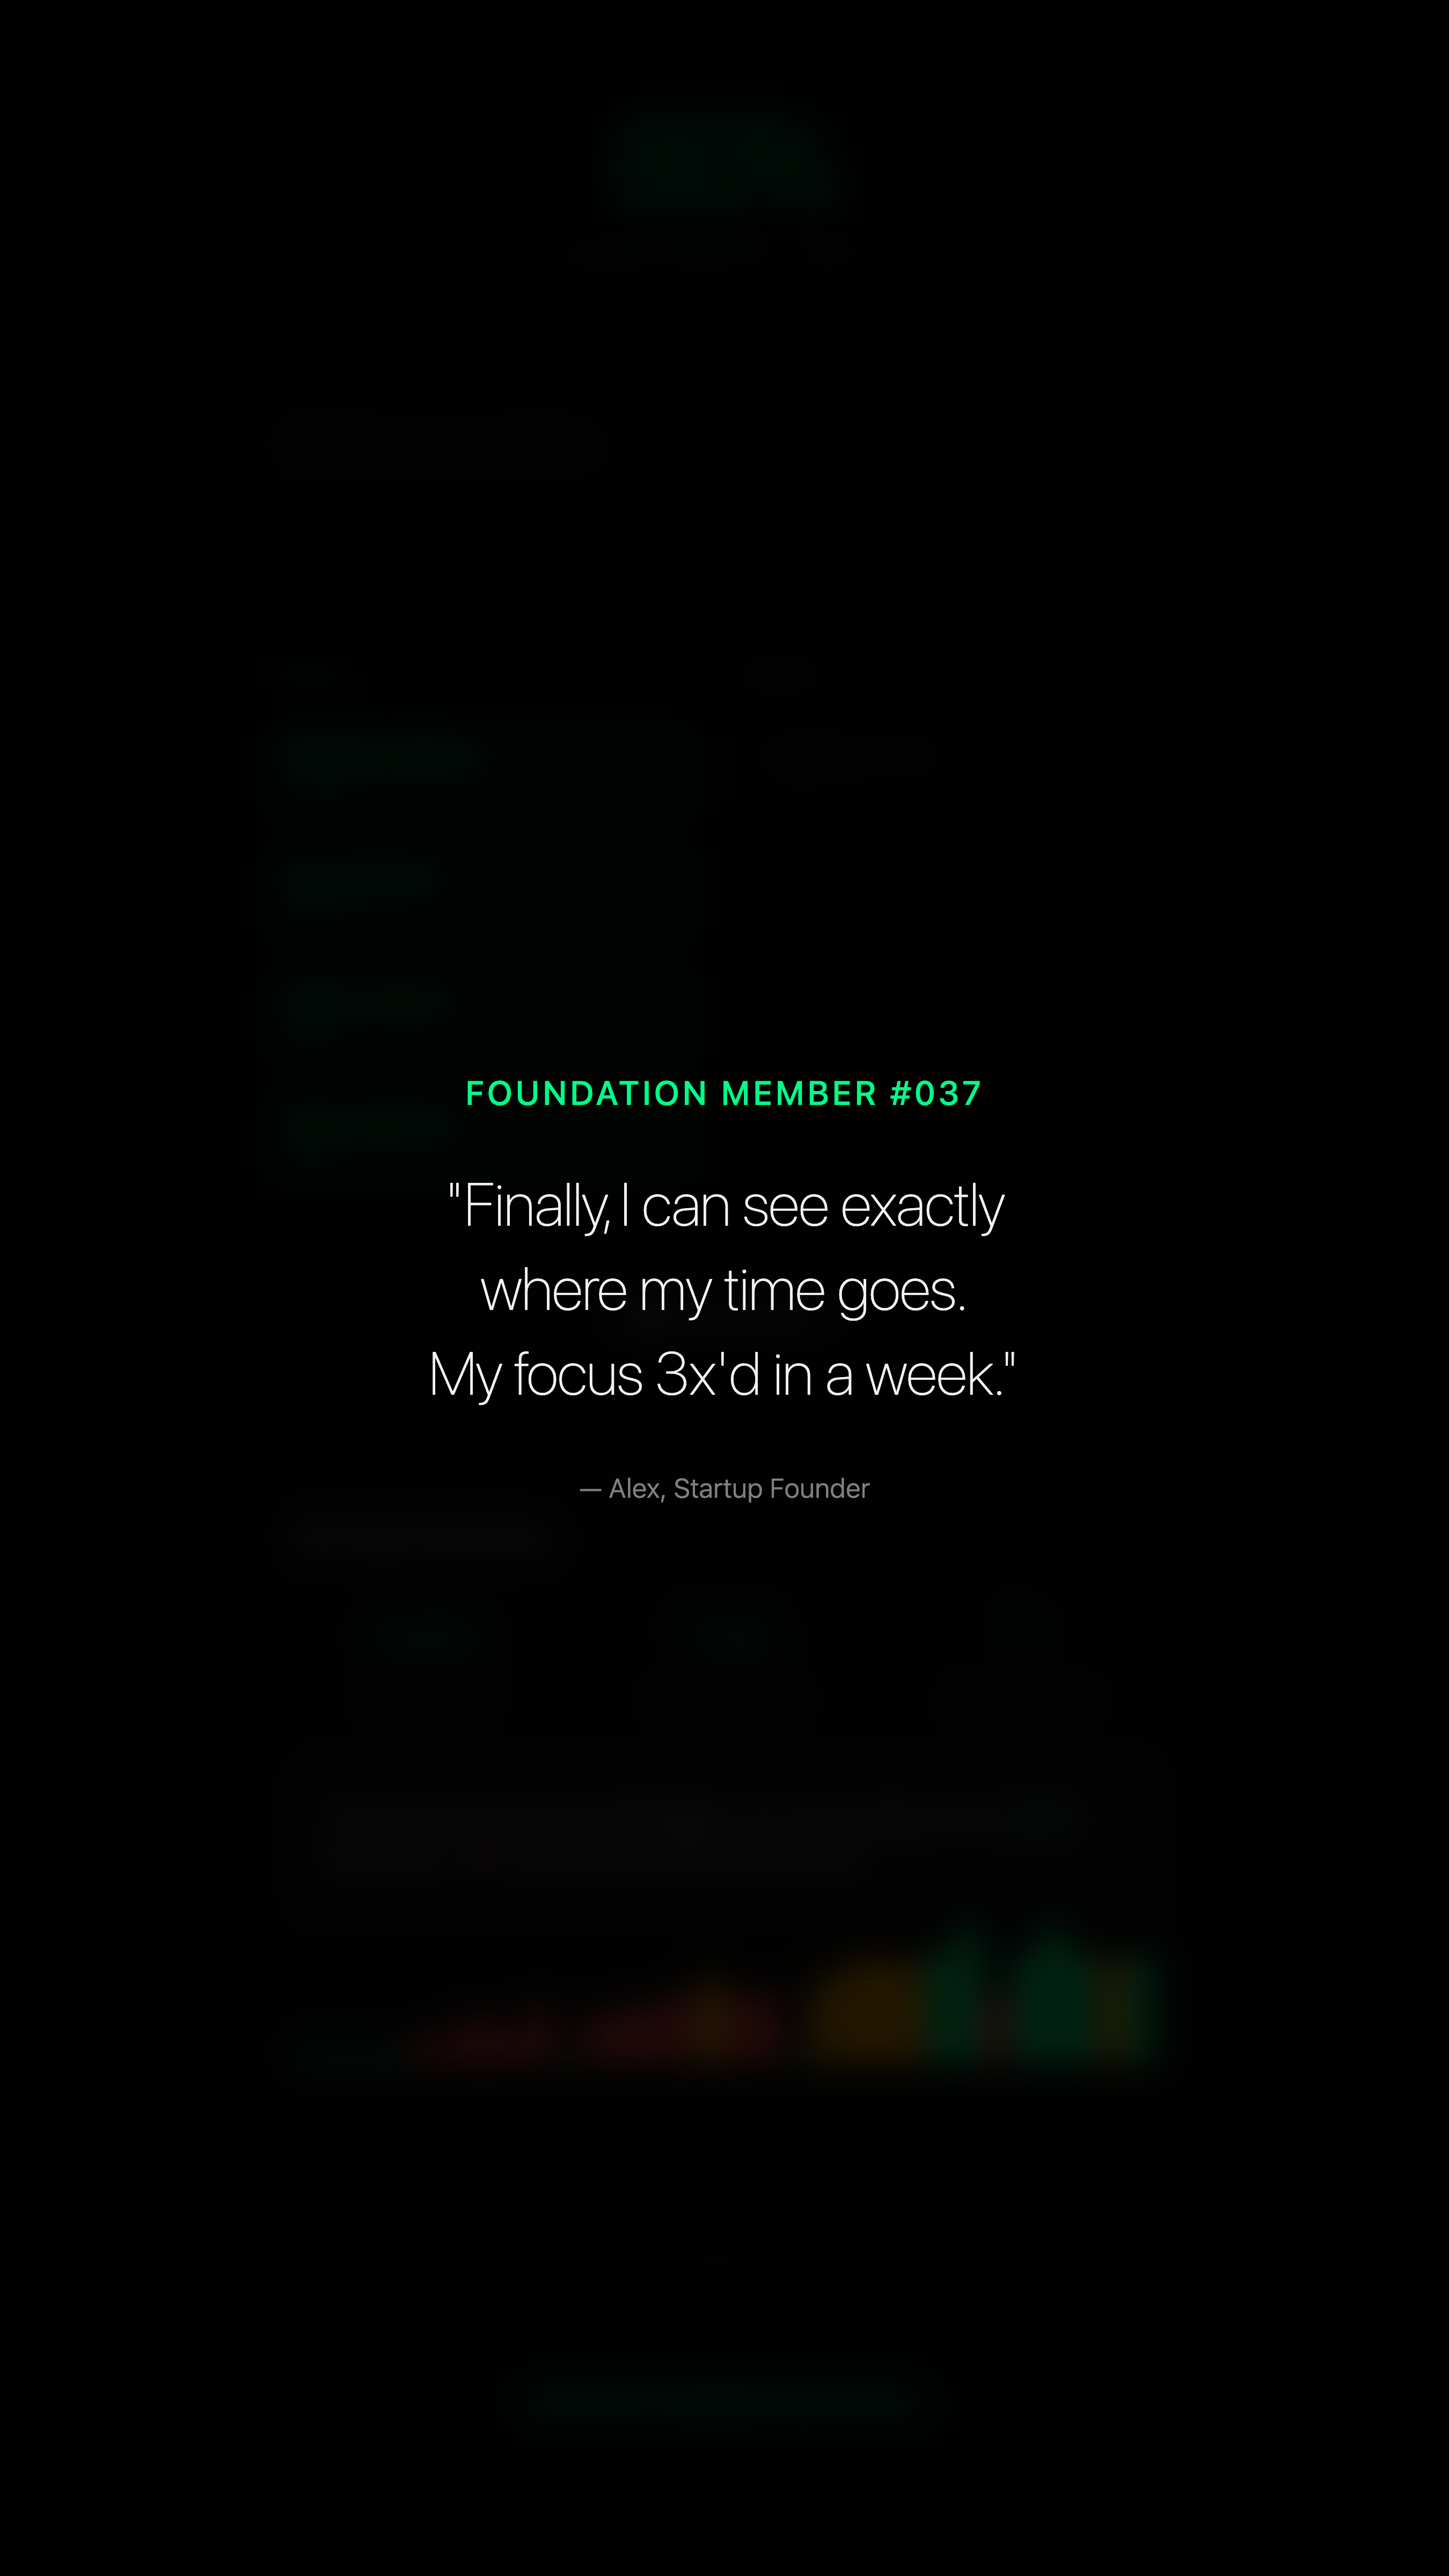 FOUNDATION MEMBER #037
"Finally, I can see exactly
where my time goes.
My focus 3x'd in a week."
— Alex, Startup Founder